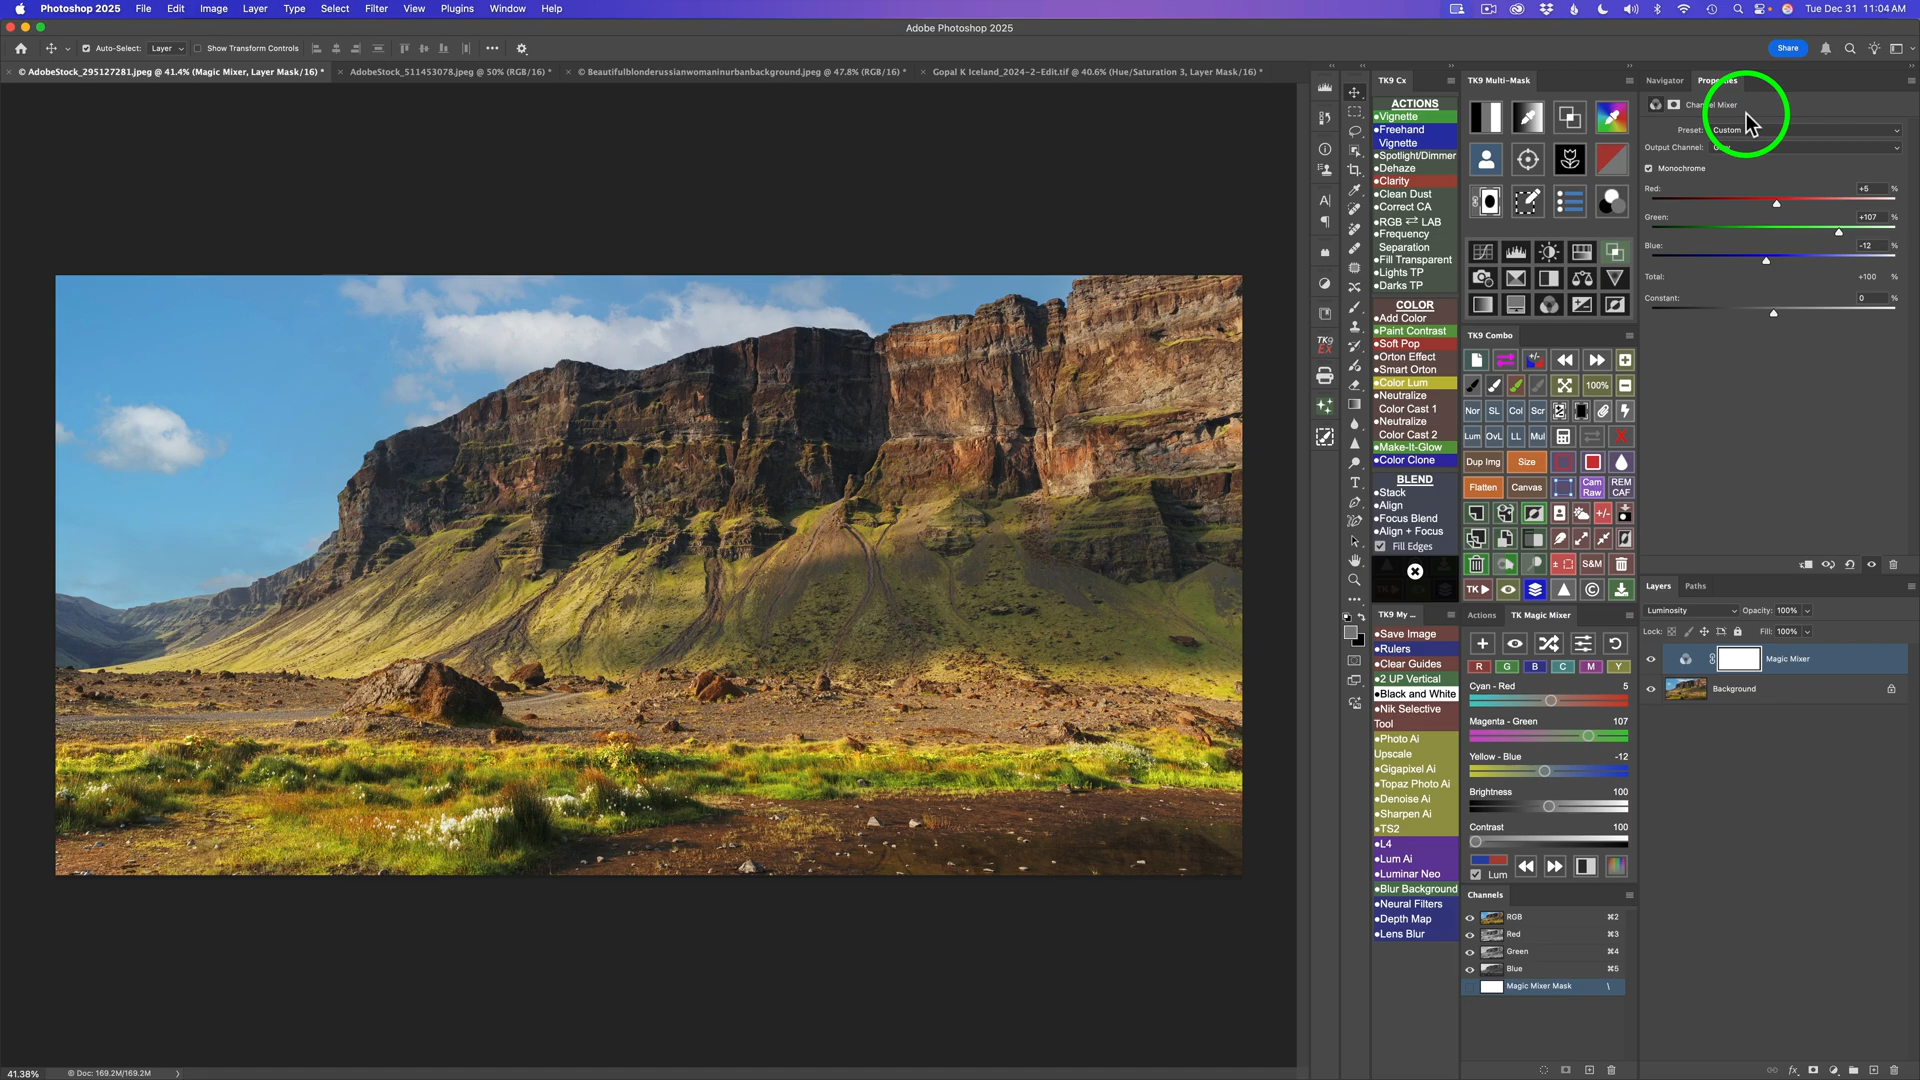 Photoshop 2025 File Edit Image Layer Type Select Filter View Plugins Window Help
Tue Dec 31 11:04 AM
Adobe Photoshop 2025
Auto-Select: Layer Show Transform Controls
Share
© AdobeStock_295127281.jpeg @ 41.4% (Magic Mixer, Layer Mask/16) *
AdobeStock_511453078.jpeg @ 50% (RGB/16) *
© Beautifulblonderussianwomaninurbanbackground.jpeg @ 47.8% (RGB/16) *
Gopal K Iceland_2024-2-Edit.tif @ 40.6% (Hue/Saturation 3, Layer Mask/16) *
TK9 Cx
ACTIONS
•Vignette
•Freehand
Vignette
•Spotlight/Dimmer
•Dehaze
•Clarity
•Clean Dust
•Correct CA
•RGB ⇄ LAB
•Frequency
Separation
•Fill Transparent
•Lights TP
•Darks TP
COLOR
•Add Color
•Paint Contrast
•Soft Pop
•Orton Effect
•Smart Orton
•Color Lum
•Neutralize
Color Cast 1
•Neutralize
Color Cast 2
•Make-It-Glow
•Color Clone
BLEND
•Stack
•Align
•Focus Blend
•Align + Focus
Fill Edges
TK9 My ...
•Save Image
•Rulers
•Clear Guides
•2 UP Vertical
•Black and White
•Nik Selective
Tool
•Photo Ai
Upscale
•Gigapixel Ai
•Topaz Photo Ai
•Denoise Ai
•Sharpen Ai
•TS2
•L4
•Lum Ai
•Luminar Neo
•Blur Background
•Neural Filters
•Depth Map
•Lens Blur
TK9 EX
TK9 Multi-Mask
TK9 Combo
100%
Nor SL Col Scr
Lum OvL LL Mul
Dup Img Size
Flatten Canvas Cam Raw REM CAF
S&M
TK
Actions TK Magic Mixer
R G B C M Y
Cyan - Red 5
Magenta - Green 107
Yellow - Blue -12
Brightness 100
Contrast 100
Lum
Channels
RGB ⌘2
Red ⌘3
Green ⌘4
Blue ⌘5
Magic Mixer Mask \
Navigator Properties
Channel Mixer
Preset: Custom
Output Channel:
Monochrome
Red: +5 %
Green: +107 %
Blue: -12 %
Total: +100 %
Constant: 0 %
Layers Paths
Luminosity Opacity: 100%
Lock: Fill: 100%
Magic Mixer
Background
41.38% Doc: 169.2M/169.2M